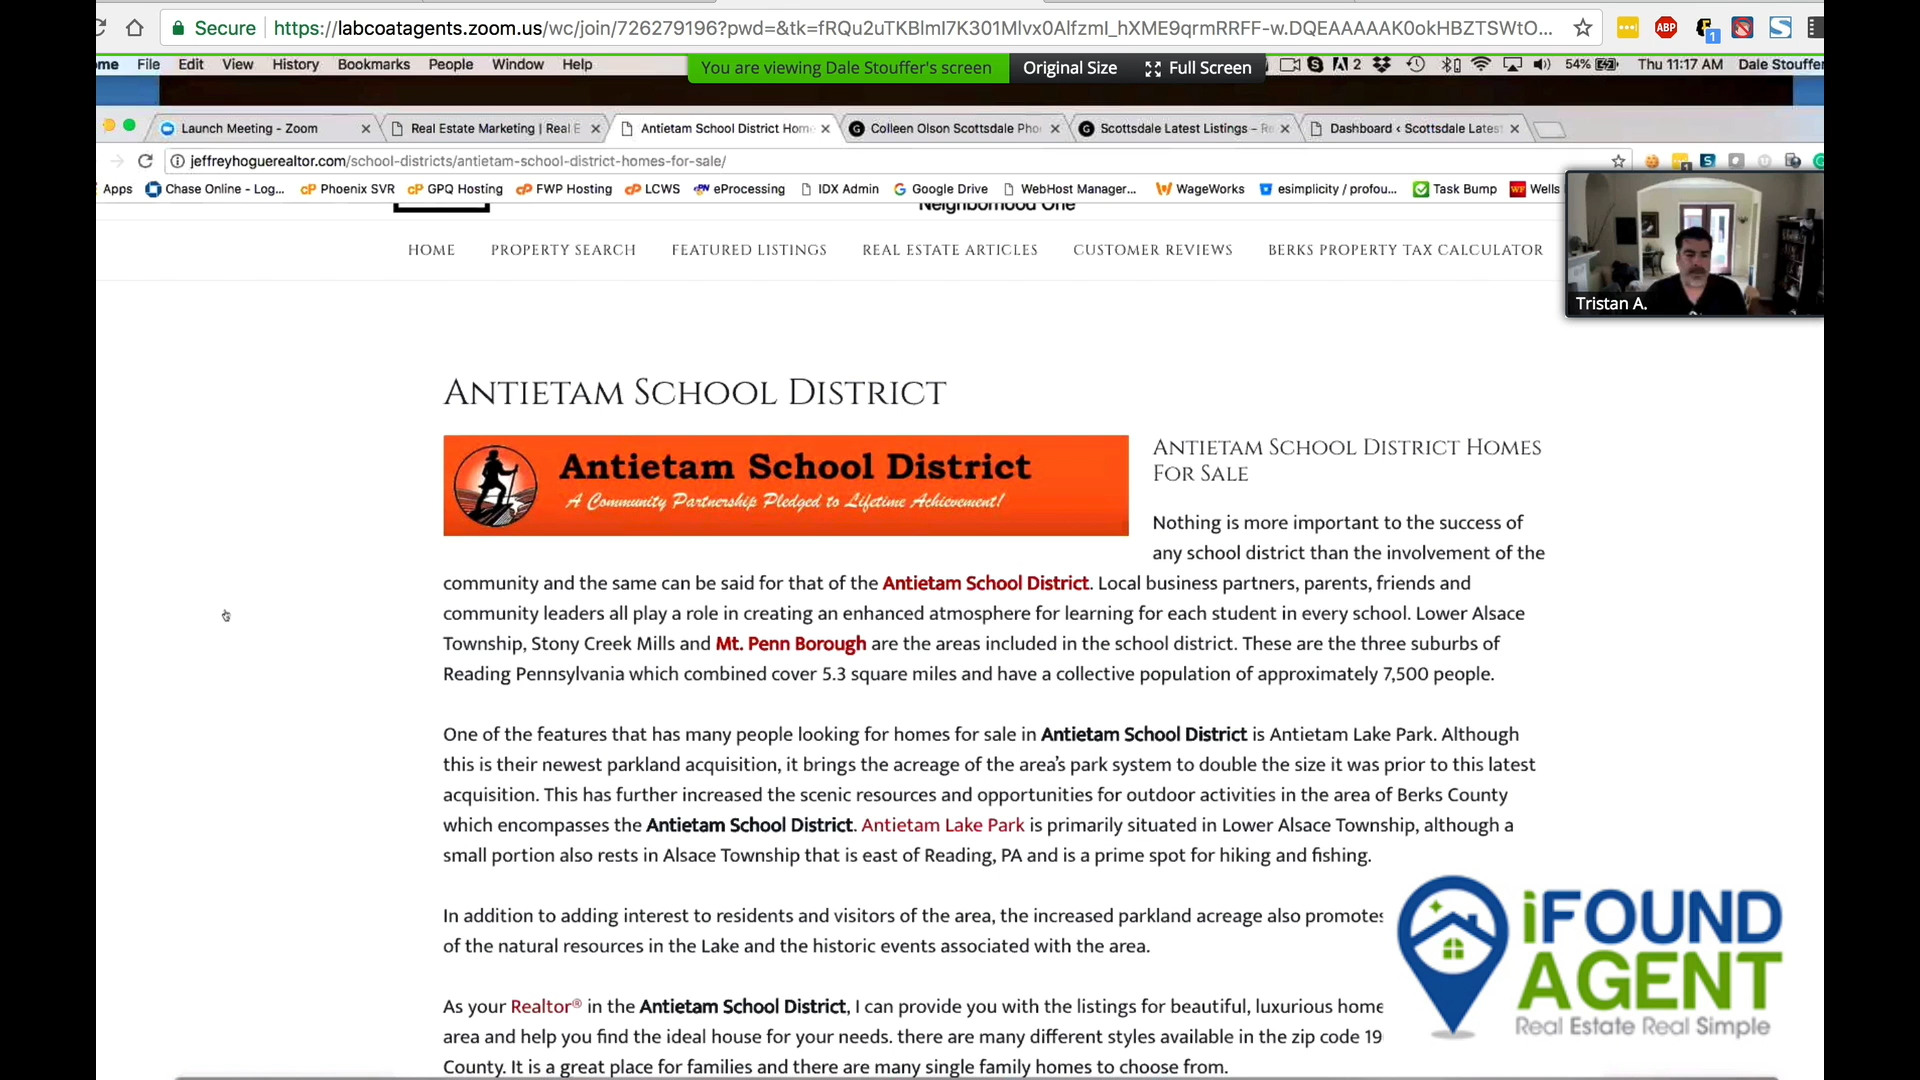 Secure https://labcoatagents.zoom.us/wc/join/726279196?pwd=&tk=fRQu2uTKBlmI7K301Mlvx0Alfzml_hXME9qrmRRFF-w.DQEAAAAAK0okHBZTSWtO...
ABP 1
ome File Edit View History Bookmarks People Window Help
You are viewing Dale Stouffer's screen Original Size Full Screen
2 54% Thu 11:17 AM Dale Stouffer
Launch Meeting - Zoom Real Estate Marketing | Real E Antietam School District Hom Colleen Olson Scottsdale Pho Scottsdale Latest Listings - Re Dashboard ‹ Scottsdale Latest
jeffreyhoguerealtor.com/school-districts/antietam-school-district-homes-for-sale/
Apps Chase Online - Log... Phoenix SVR GPQ Hosting FWP Hosting LCWS eProcessing IDX Admin Google Drive WebHost Manager... WageWorks esimplicity / profou... Task Bump Wells
Neighborhood One
HOME PROPERTY SEARCH FEATURED LISTINGS REAL ESTATE ARTICLES CUSTOMER REVIEWS BERKS PROPERTY TAX CALCULATOR
Tristan A.
ANTIETAM SCHOOL DISTRICT
Antietam School District
A Community Partnership Pledged to Lifetime Achievement!
ANTIETAM SCHOOL DISTRICT HOMES
FOR SALE
Nothing is more important to the success of
any school district than the involvement of the
community and the same can be said for that of the Antietam School District. Local business partners, parents, friends and
community leaders all play a role in creating an enhanced atmosphere for learning for each student in every school. Lower Alsace
Township, Stony Creek Mills and Mt. Penn Borough are the areas included in the school district. These are the three suburbs of
Reading Pennsylvania which combined cover 5.3 square miles and have a collective population of approximately 7,500 people.
One of the features that has many people looking for homes for sale in Antietam School District is Antietam Lake Park. Although
this is their newest parkland acquisition, it brings the acreage of the area's park system to double the size it was prior to this latest
acquisition. This has further increased the scenic resources and opportunities for outdoor activities in the area of Berks County
which encompasses the Antietam School District. Antietam Lake Park is primarily situated in Lower Alsace Township, although a
small portion also rests in Alsace Township that is east of Reading, PA and is a prime spot for hiking and fishing.
In addition to adding interest to residents and visitors of the area, the increased parkland acreage also promotes
of the natural resources in the Lake and the historic events associated with the area.
As your Realtor® in the Antietam School District, I can provide you with the listings for beautiful, luxurious home
area and help you find the ideal house for your needs. there are many different styles available in the zip code 19
County. It is a great place for families and there are many single family homes to choose from.
iFOUND
AGENT
Real Estate Real Simple